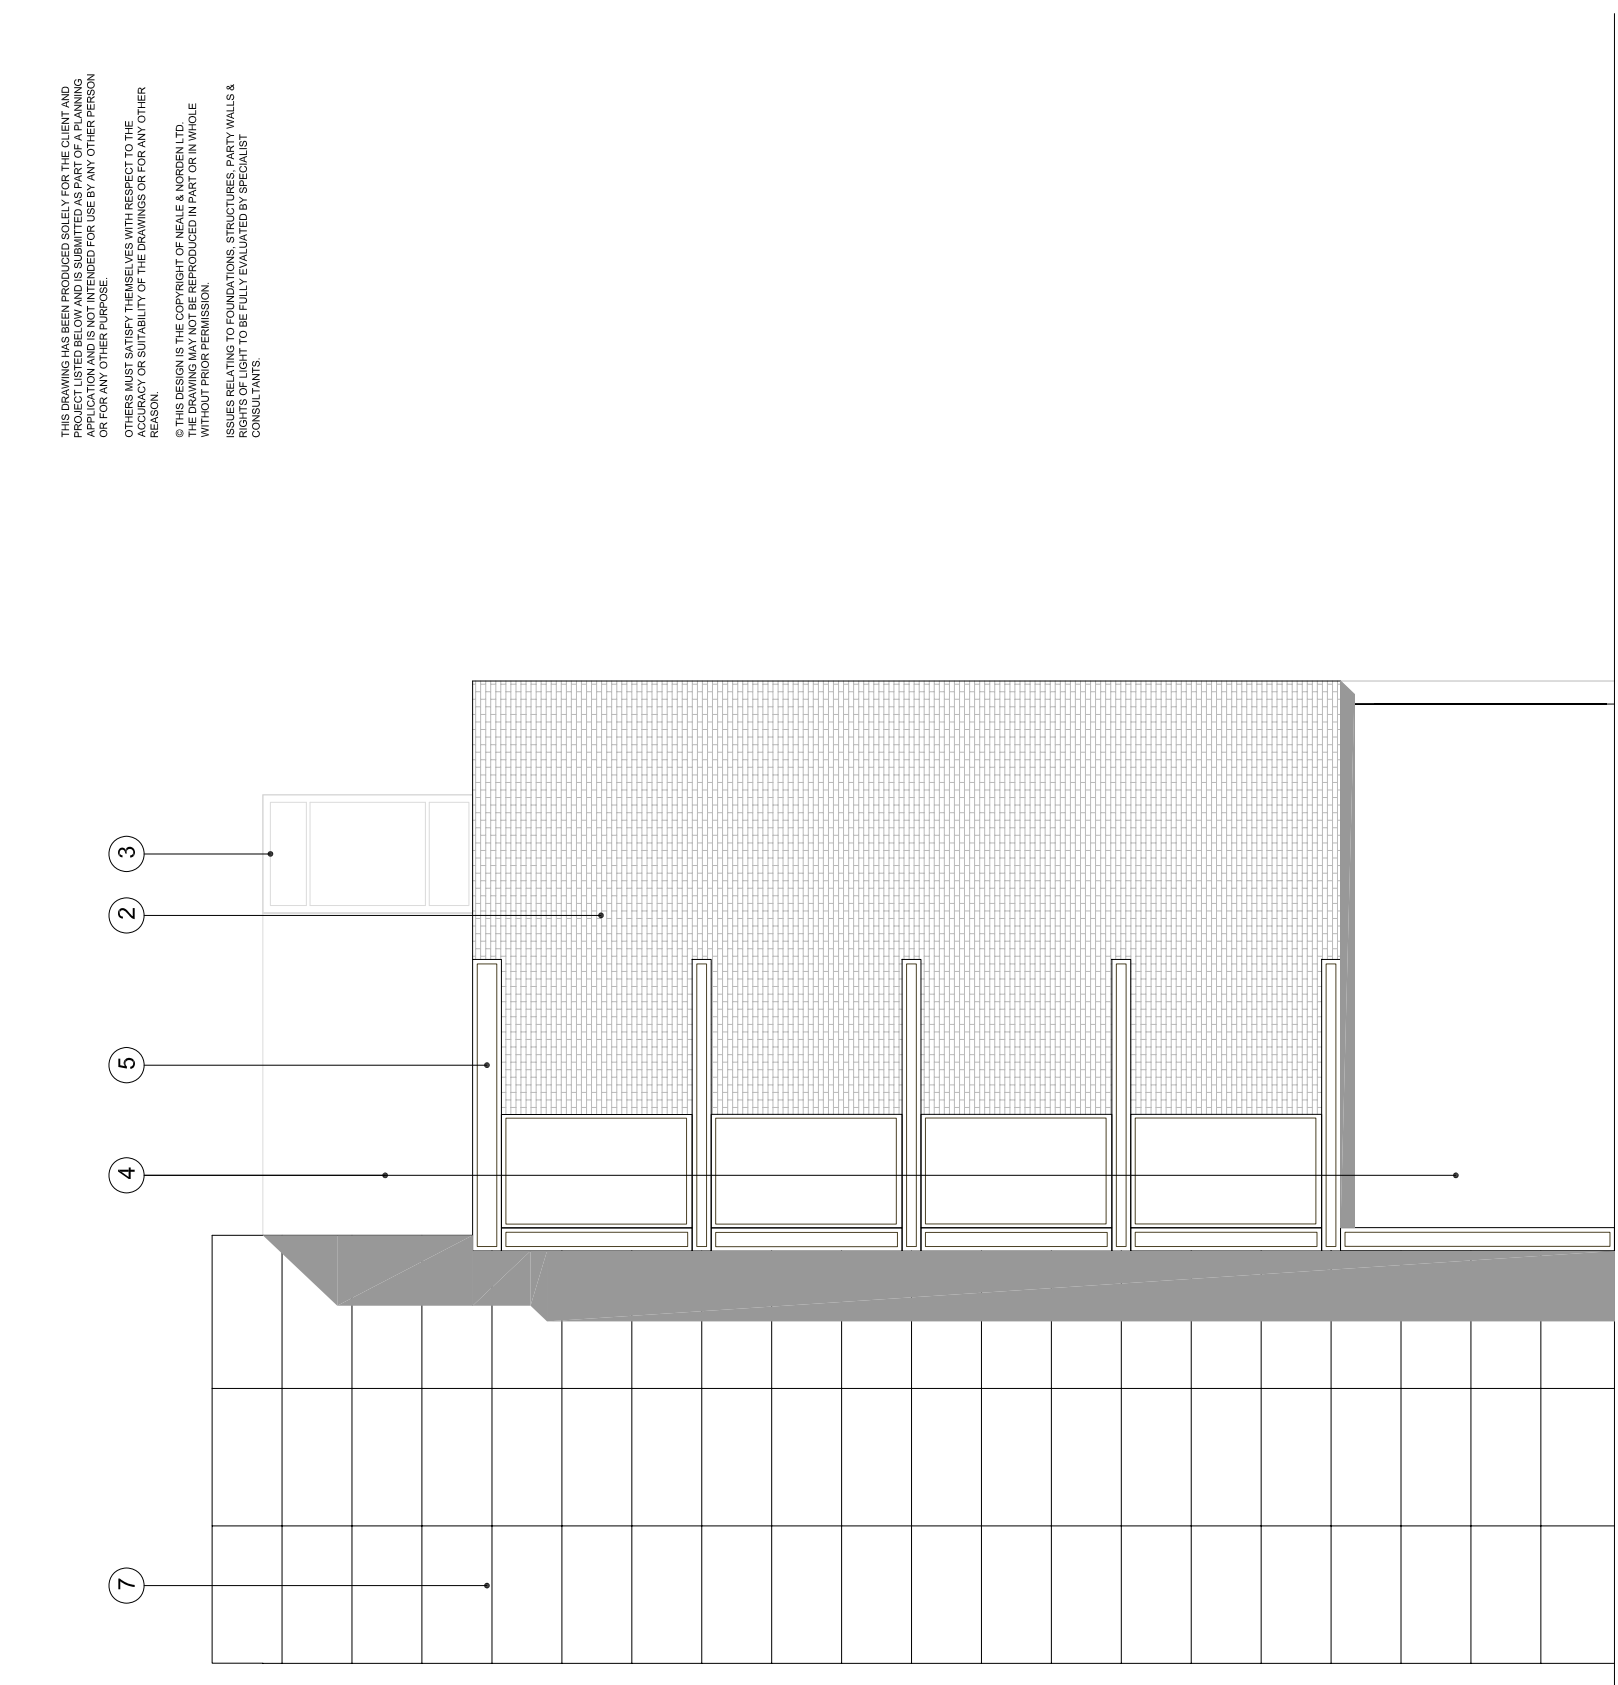 THIS DRAWING HAS BEEN PRODUCED SOLELY FOR THE CLIENT AND
PROJECT LISTED BELOW AND IS SUBMITTED AS PART OF A PLANNING
APPLICATION AND IS NOT INTENDED FOR USE BY ANY OTHER PERSON
OR FOR ANY OTHER PURPOSE.
OTHERS MUST SATISFY THEMSELVES WITH RESPECT TO THE
ACCURACY OR SUITABILITY OF THE DRAWINGS OR FOR ANY OTHER
REASON.
© THIS DESIGN IS THE COPYRIGHT OF NEALE & NORDEN LTD.
THE DRAWING MAY NOT BE REPRODUCED IN PART OR IN WHOLE
WITHOUT PRIOR PERMISSION.
ISSUES RELATING TO FOUNDATIONS, STRUCTURES, PARTY WALLS &
RIGHTS OF LIGHT TO BE FULLY EVALUATED BY SPECIALIST
CONSULTANTS.
3
2
5
4
7